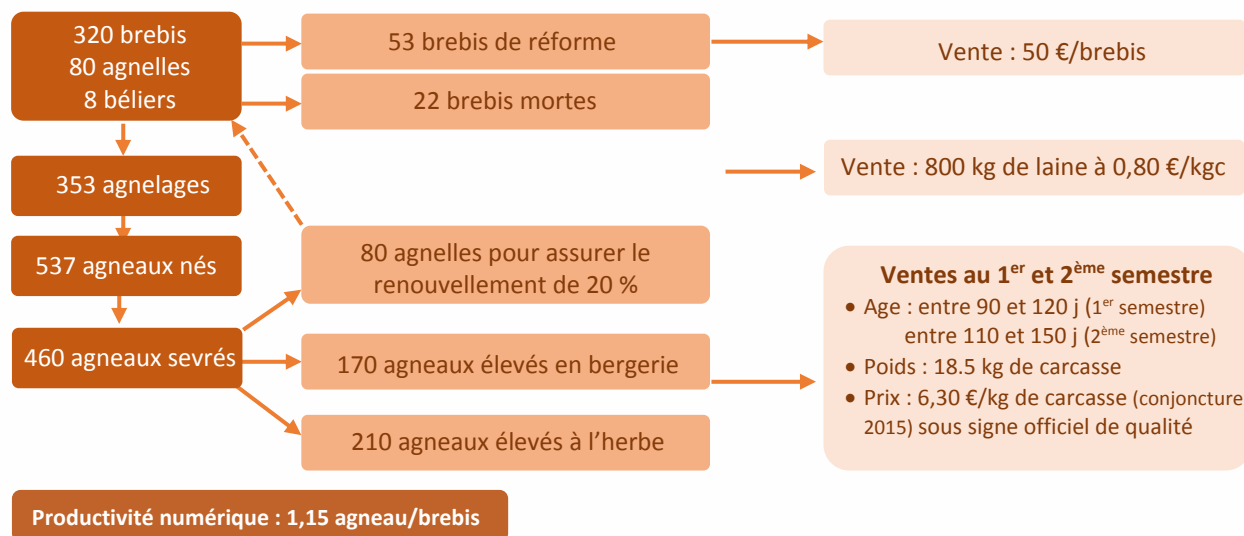 320 brebis
80 agnelles
8 béliers
53 brebis de réforme
Vente : 50 €/brebis
22 brebis mortes
353 agnelages
Vente : 800 kg de laine à 0,80 €/kgc
537 agneaux nés
80 agnelles pour assurer le
renouvellement de 20 %
460 agneaux sevrés
170 agneaux élevés en bergerie
210 agneaux élevés à l’herbe
Ventes au 1er et 2ème semestre
• Age : entre 90 et 120 j (1er semestre)
entre 110 et 150 j (2ème semestre)
• Poids : 18.5 kg de carcasse
• Prix : 6,30 €/kg de carcasse (conjoncture
2015) sous signe officiel de qualité
Productivité numérique : 1,15 agneau/brebis